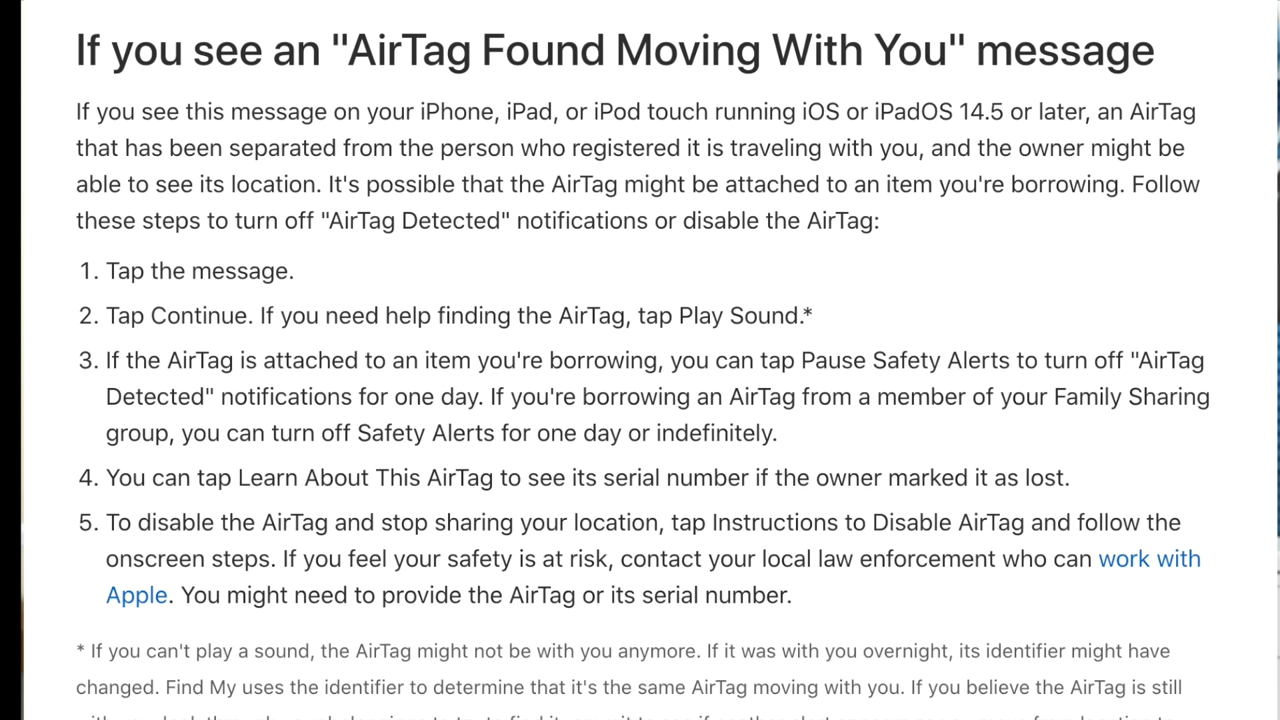 If you see an "AirTag Found Moving With You" message
If you see this message on your iPhone, iPad, or iPod touch running iOS or iPadOS 14.5 or later, an AirTag
that has been separated from the person who registered it is traveling with you, and the owner might be
able to see its location. It's possible that the AirTag might be attached to an item you're borrowing. Follow
these steps to turn off "AirTag Detected" notifications or disable the AirTag:
1. Tap the message.
2. Tap Continue. If you need help finding the AirTag, tap Play Sound.*
3. If the AirTag is attached to an item you're borrowing, you can tap Pause Safety Alerts to turn off "AirTag
Detected" notifications for one day. If you're borrowing an AirTag from a member of your Family Sharing
group, you can turn off Safety Alerts for one day or indefinitely.
4. You can tap Learn About This AirTag to see its serial number if the owner marked it as lost.
5. To disable the AirTag and stop sharing your location, tap Instructions to Disable AirTag and follow the
onscreen steps. If you feel your safety is at risk, contact your local law enforcement who can work with
Apple. You might need to provide the AirTag or its serial number.
* If you can't play a sound, the AirTag might not be with you anymore. If it was with you overnight, its identifier might have
changed. Find My uses the identifier to determine that it's the same AirTag moving with you. If you believe the AirTag is still